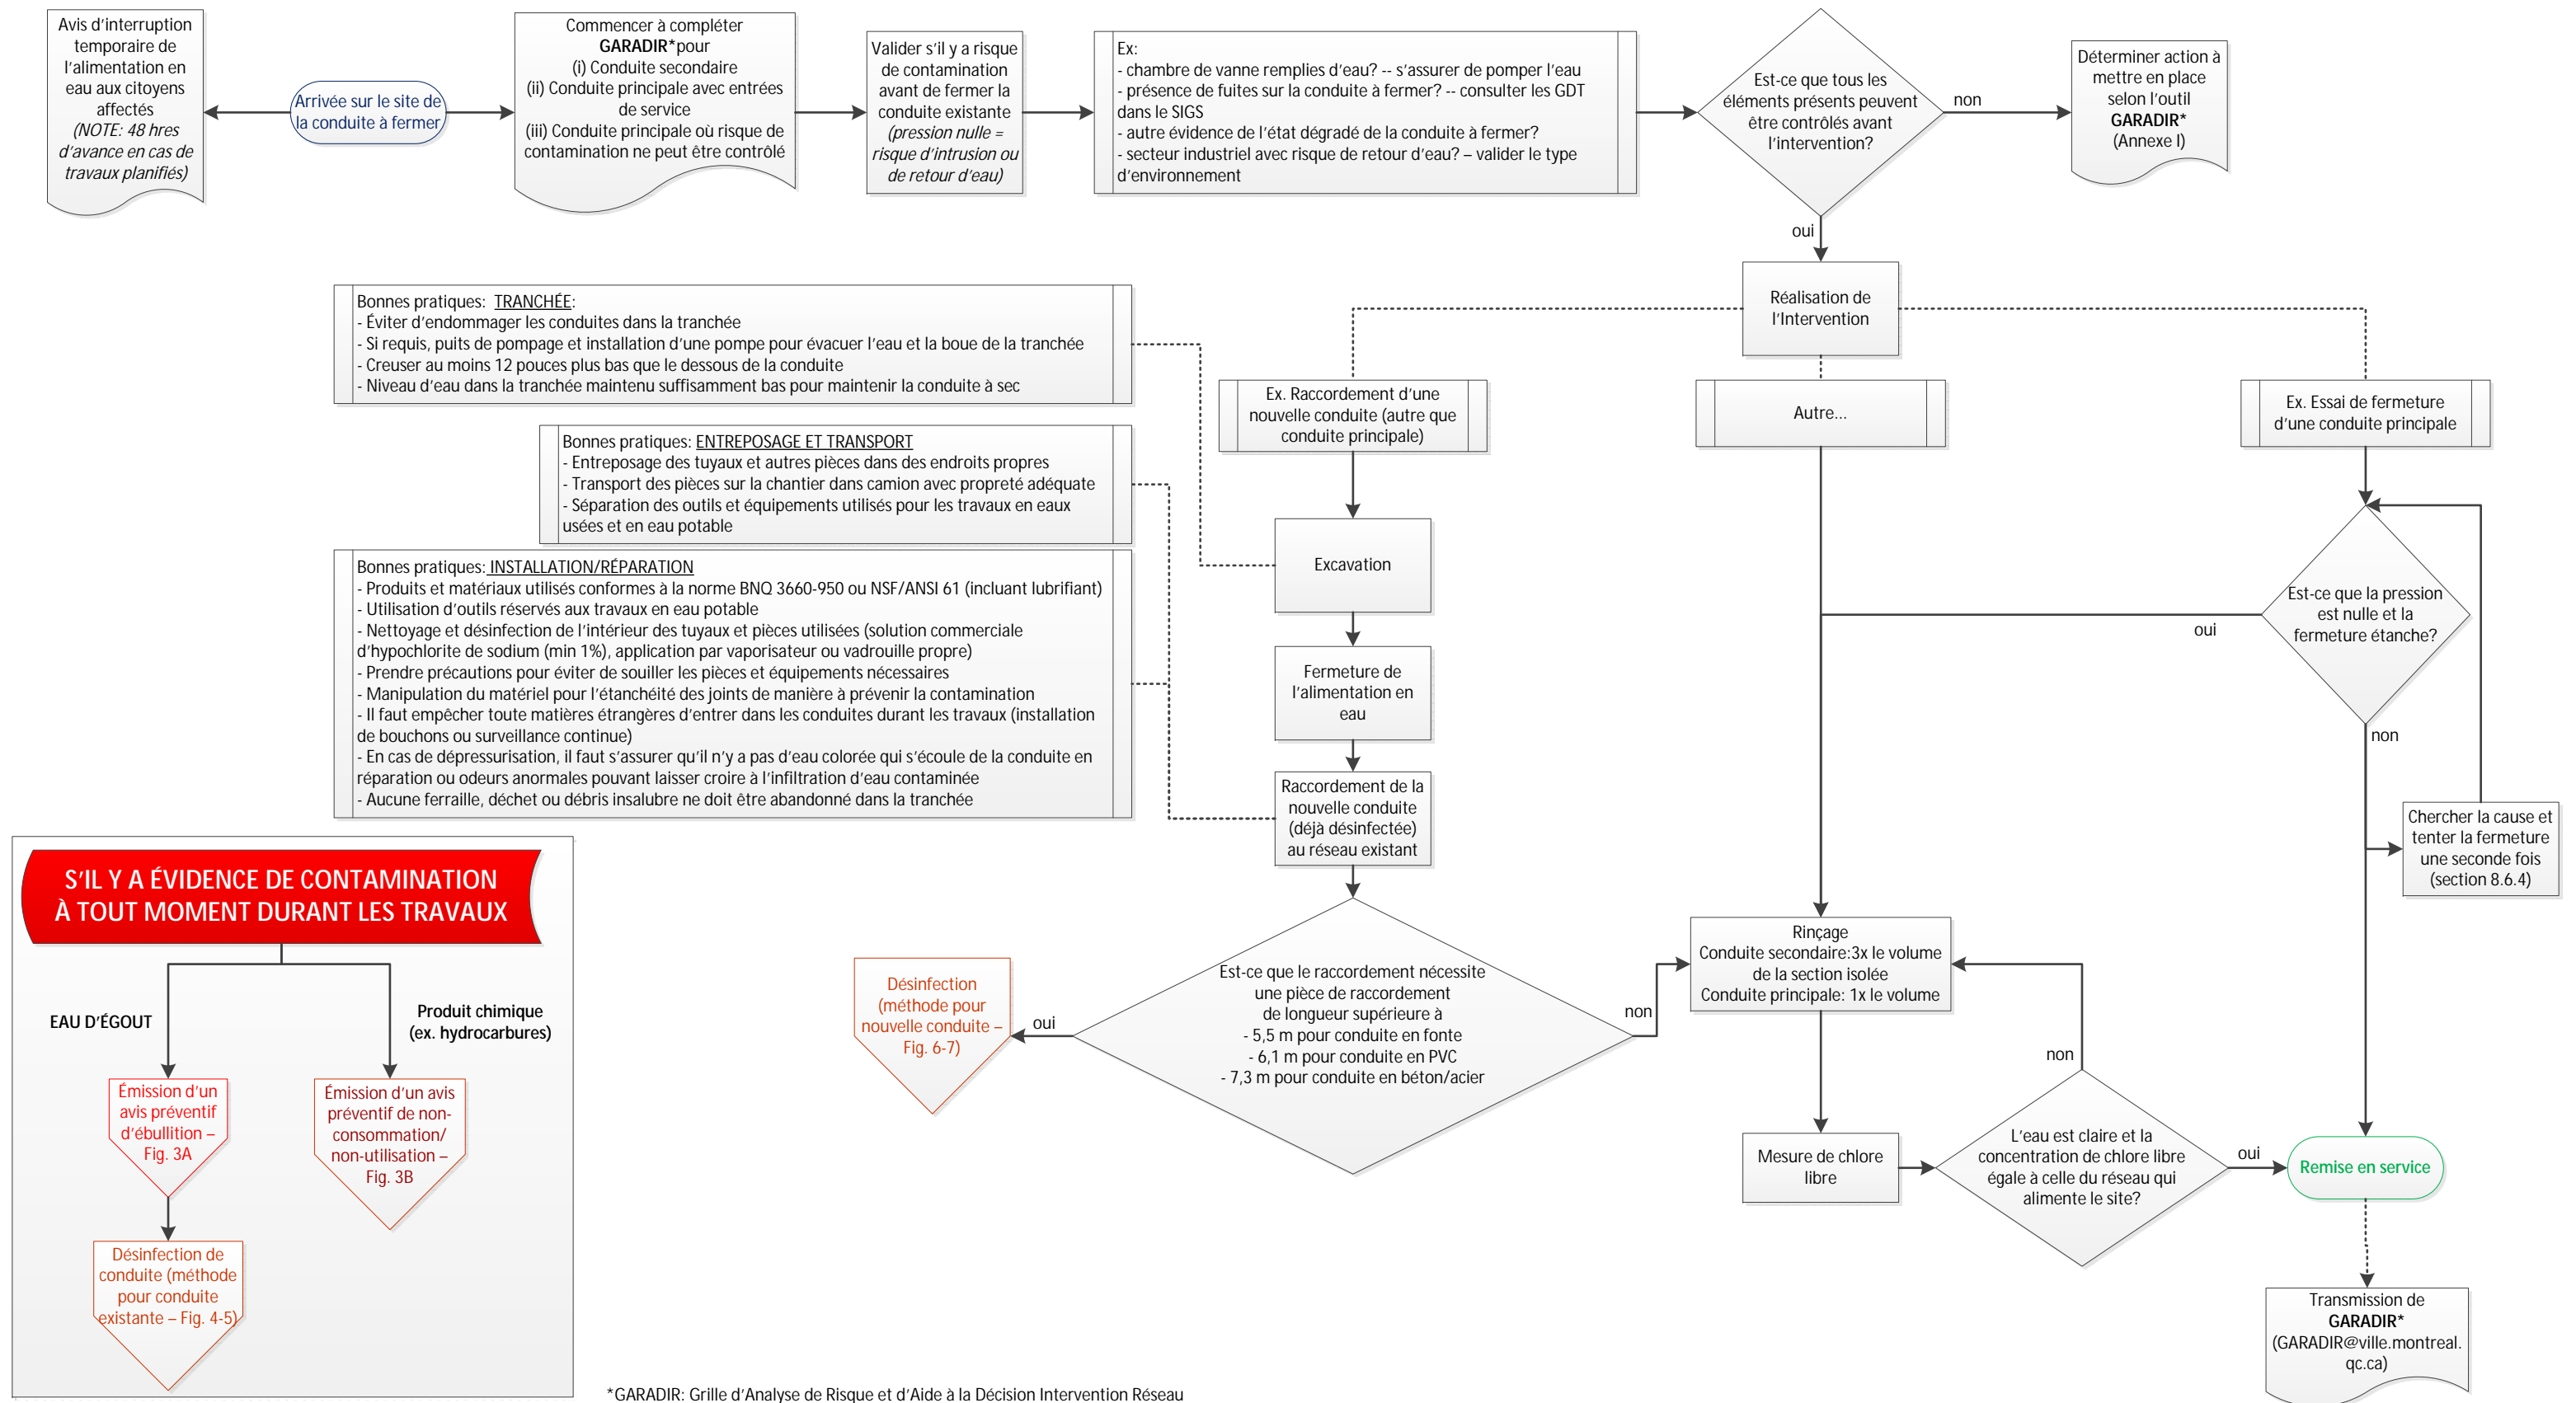 Avis d'interruption
temporaire de
l'alimentation en
eau aux citoyens
affectés
(NOTE: 48 hres
d'avance en cas de
travaux planifiés)
Arrivée sur le site de
la conduite à fermer
Commencer à compléter
GARADIR*pour
(i) Conduite secondaire
(ii) Conduite principale avec entrées
de service
(iii) Conduite principale où risque de
contamination ne peut être contrôlé
Valider s'il y a risque
de contamination
avant de fermer la
conduite existante
(pression nulle =
risque d'intrusion ou
de retour d'eau)
Ex:
- chambre de vanne remplies d'eau? -- s'assurer de pomper l'eau
- présence de fuites sur la conduite à fermer? -- consulter les GDT
dans le SIGS
- autre évidence de l'état dégradé de la conduite à fermer?
- secteur industriel avec risque de retour d'eau? – valider le type
d'environnement
Est-ce que tous les
éléments présents peuvent
être contrôlés avant
l'intervention?
non
Déterminer action à
mettre en place
selon l'outil
GARADIR*
(Annexe I)
oui
Réalisation de
l'Intervention
Bonnes pratiques: TRANCHÉE:
- Éviter d'endommager les conduites dans la tranchée
- Si requis, puits de pompage et installation d'une pompe pour évacuer l'eau et la boue de la tranchée
- Creuser au moins 12 pouces plus bas que le dessous de la conduite
- Niveau d'eau dans la tranchée maintenu suffisamment bas pour maintenir la conduite à sec
Ex. Raccordement d'une
nouvelle conduite (autre que
conduite principale)
Autre...
Ex. Essai de fermeture
d'une conduite principale
Bonnes pratiques: ENTREPOSAGE ET TRANSPORT
- Entreposage des tuyaux et autres pièces dans des endroits propres
- Transport des pièces sur la chantier dans camion avec propreté adéquate
- Séparation des outils et équipements utilisés pour les travaux en eaux
usées et en eau potable
Excavation
Bonnes pratiques: INSTALLATION/RÉPARATION
- Produits et matériaux utilisés conformes à la norme BNQ 3660-950 ou NSF/ANSI 61 (incluant lubrifiant)
- Utilisation d'outils réservés aux travaux en eau potable
- Nettoyage et désinfection de l'intérieur des tuyaux et pièces utilisées (solution commerciale
d'hypochlorite de sodium (min 1%), application par vaporisateur ou vadrouille propre)
- Prendre précautions pour éviter de souiller les pièces et équipements nécessaires
- Manipulation du matériel pour l'étanchéité des joints de manière à prévenir la contamination
- Il faut empêcher toute matières étrangères d'entrer dans les conduites durant les travaux (installation
de bouchons ou surveillance continue)
- En cas de dépressurisation, il faut s'assurer qu'il n'y a pas d'eau colorée qui s'écoule de la conduite en
réparation ou odeurs anormales pouvant laisser croire à l'infiltration d'eau contaminée
- Aucune ferraille, déchet ou débris insalubre ne doit être abandonné dans la tranchée
Est-ce que la pression
est nulle et la
fermeture étanche?
oui
non
Fermeture de
l'alimentation en
eau
Raccordement de la
nouvelle conduite
(déjà désinfectée)
au réseau existant
Chercher la cause et
tenter la fermeture
une seconde fois
(section 8.6.4)
S'IL Y A ÉVIDENCE DE CONTAMINATION
À TOUT MOMENT DURANT LES TRAVAUX
EAU D'ÉGOUT
Produit chimique
(ex. hydrocarbures)
Émission d'un
avis préventif
d'ébullition –
Fig. 3A
Émission d'un avis
préventif de non-
consommation/
non-utilisation –
Fig. 3B
Désinfection de
conduite (méthode
pour conduite
existante – Fig. 4-5)
Désinfection
(méthode pour
nouvelle conduite –
Fig. 6-7)
oui
Est-ce que le raccordement nécessite
une pièce de raccordement
de longueur supérieure à
- 5,5 m pour conduite en fonte
- 6,1 m pour conduite en PVC
- 7,3 m pour conduite en béton/acier
non
Rinçage
Conduite secondaire:3x le volume
de la section isolée
Conduite principale: 1x le volume
non
Mesure de chlore
libre
L'eau est claire et la
concentration de chlore libre
égale à celle du réseau qui
alimente le site?
oui
Remise en service
Transmission de
GARADIR*
(GARADIR@ville.montreal.
qc.ca)
*GARADIR: Grille d'Analyse de Risque et d'Aide à la Décision Intervention Réseau